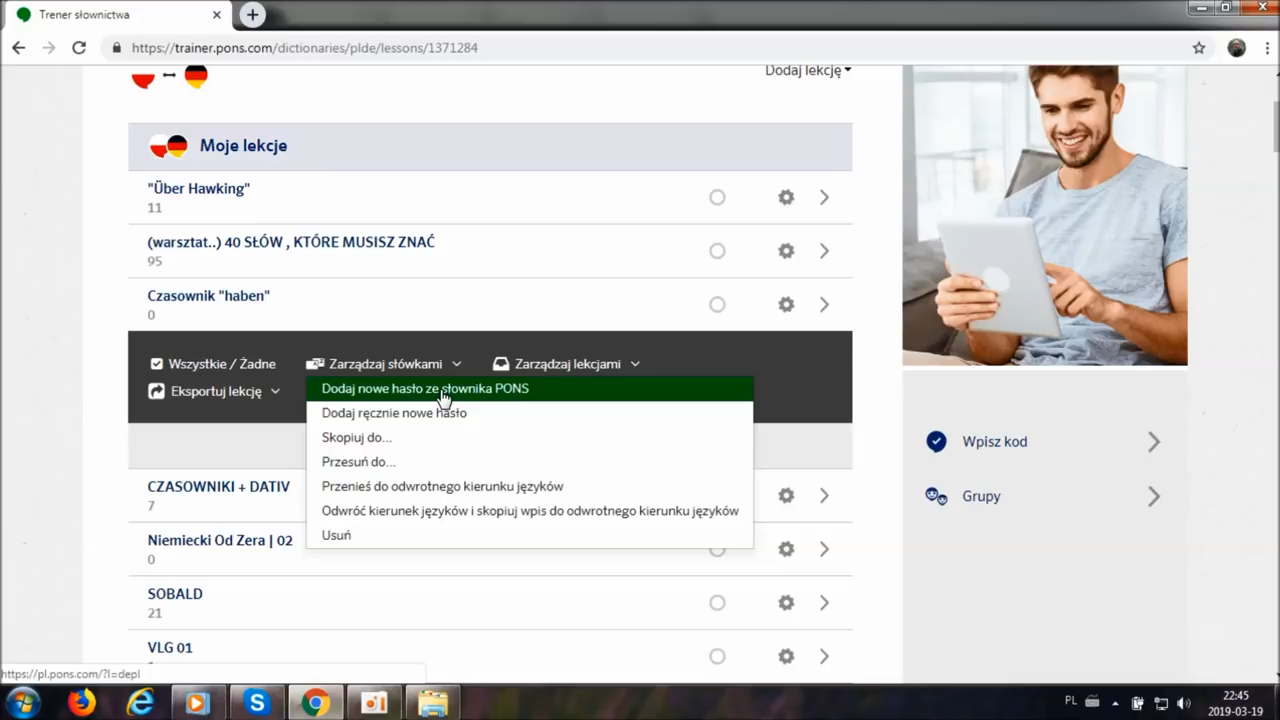 Trener słownictwa
https://trainer.pons.com/dictionaries/plde/lessons/1371284
Dodaj lekcję
Moje lekcje
"Über Hawking"
11
(warsztat..) 40 SŁÓW , KTÓRE MUSISZ ZNAĆ
95
Czasownik "haben"
0
Wszystkie / Żadne
Zarządzaj słówkami
Zarządzaj lekcjami
Eksportuj lekcję
Dodaj nowe hasło ze słownika PONS
Dodaj ręcznie nowe hasło
Skopiuj do...
Przesuń do...
Przenieś do odwrotnego kierunku języków
Odwróć kierunek języków i skopiuj wpis do odwrotnego kierunku języków
Usuń
CZASOWNIKI + DATIV
7
Niemiecki Od Zera | 02
0
SOBALD
21
VLG 01
Wpisz kod
Grupy
https://pl.pons.com/?l=depl
PL
22:45
2019-03-19